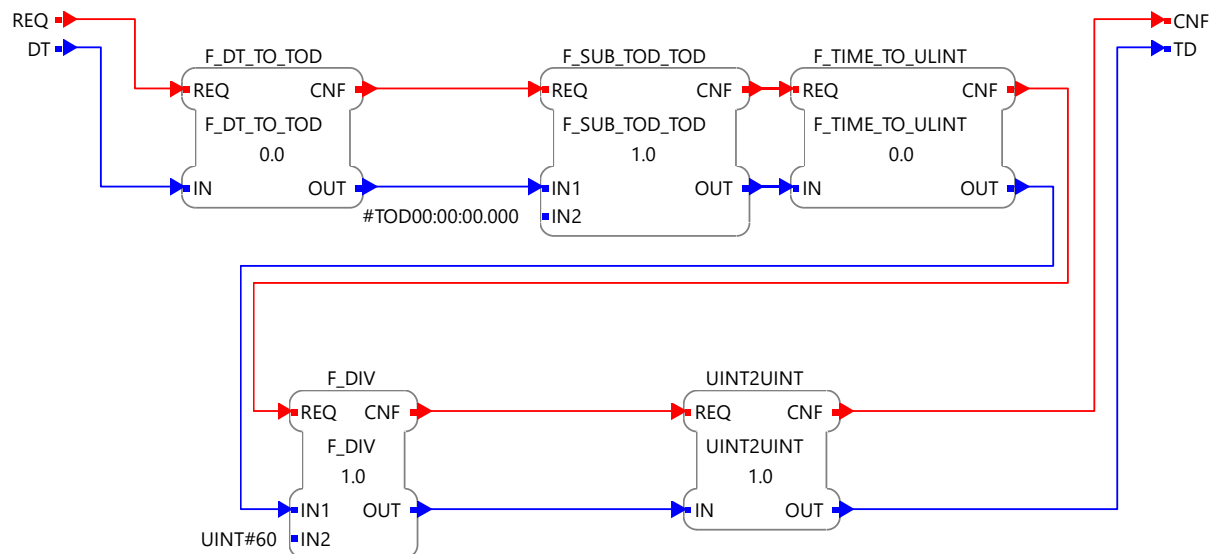 REQ
DT
CNF
TD
F_DT_TO_TOD
REQ CNF
F_DT_TO_TOD
0.0
IN OUT
F_SUB_TOD_TOD
REQ CNF
F_SUB_TOD_TOD
1.0
IN1 OUT
#TOD00:00:00.000 IN2
F_TIME_TO_ULINT
REQ CNF
F_TIME_TO_ULINT
0.0
IN OUT
F_DIV
REQ CNF
F_DIV
1.0
IN1 OUT
UINT#60 IN2
UINT2UINT
REQ CNF
UINT2UINT
1.0
IN OUT